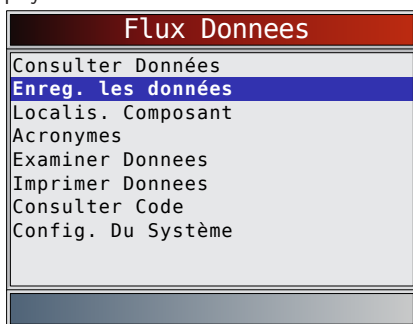 Flux Donnees
Consulter Données
Enreg. les données
Localis. Composant
Acronymes
Examiner Donnees
Imprimer Donnees
Consulter Code
Config. Du Système